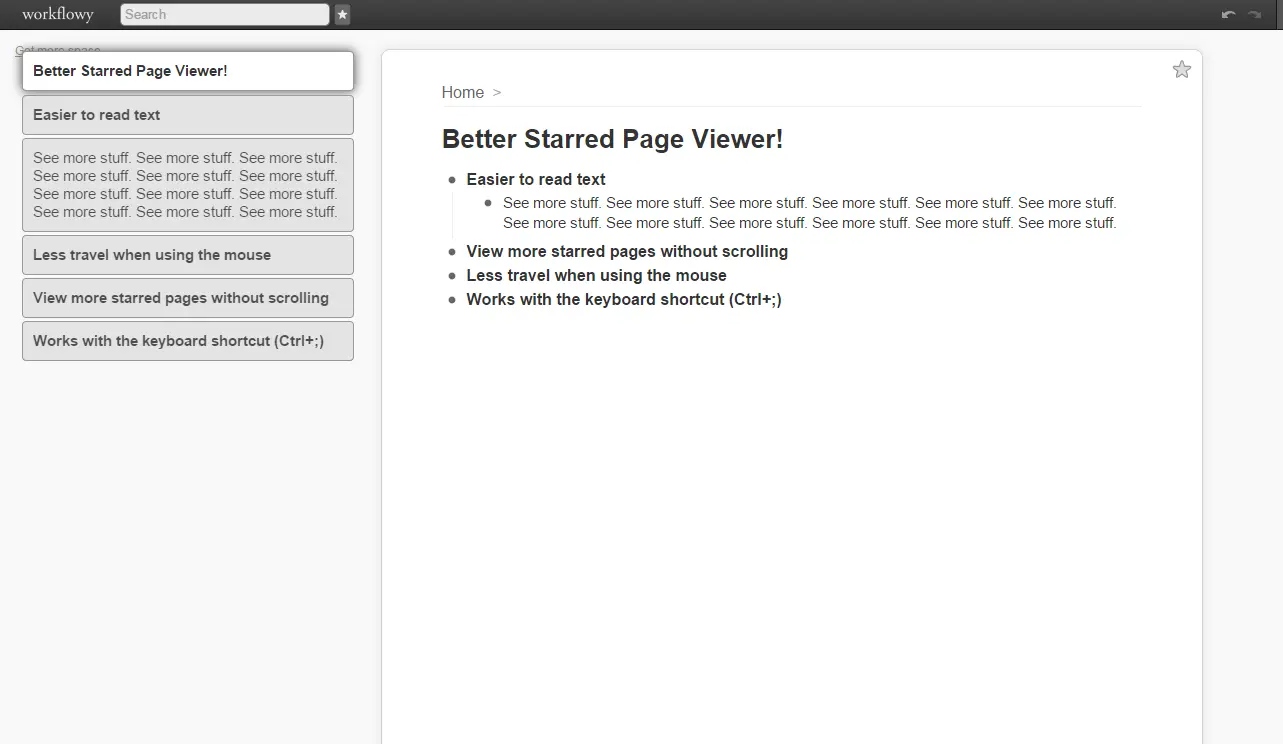 workflowy
Search
Get more space
Better Starred Page Viewer!
Easier to read text
See more stuff. See more stuff. See more stuff.
See more stuff. See more stuff. See more stuff.
See more stuff. See more stuff. See more stuff.
See more stuff. See more stuff. See more stuff.
Less travel when using the mouse
View more starred pages without scrolling
Works with the keyboard shortcut (Ctrl+;)
Home >
Better Starred Page Viewer!
Easier to read text
See more stuff. See more stuff. See more stuff. See more stuff. See more stuff. See more stuff.
See more stuff. See more stuff. See more stuff. See more stuff. See more stuff. See more stuff.
View more starred pages without scrolling
Less travel when using the mouse
Works with the keyboard shortcut (Ctrl+;)